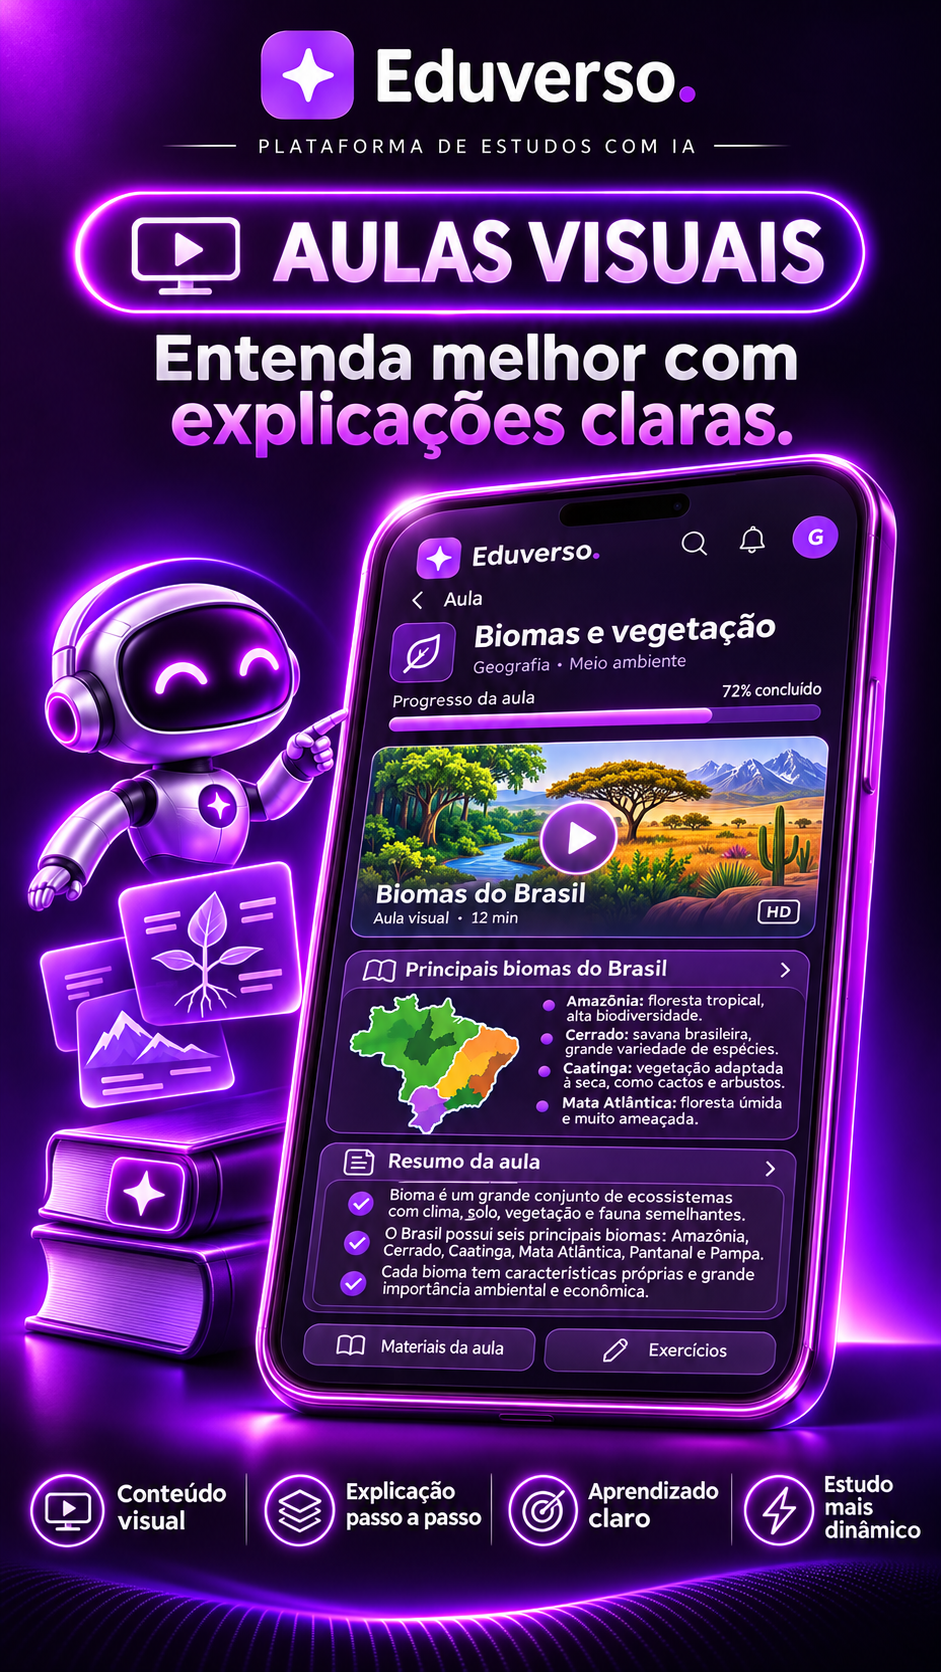 Eduverso.
PLATAFORMA DE ESTUDOS COM IA
AULAS VISUAIS
Entenda melhor com
explicações claras.
Eduverso.
G
Aula
Biomas e vegetação
Geografia • Meio ambiente
Progresso da aula
72% concluído
Biomas do Brasil
Aula visual • 12 min
HD
Principais biomas do Brasil
Amazônia: floresta tropical,
alta biodiversidade.
Cerrado: savana brasileira,
grande variedade de espécies.
Caatinga: vegetação adaptada
à seca, como cactos e arbustos.
Mata Atlântica: floresta úmida
e muito ameaçada.
Resumo da aula
Bioma é um grande conjunto de ecossistemas
com clima, solo, vegetação e fauna semelhantes.
O Brasil possui seis principais biomas: Amazônia,
Cerrado, Caatinga, Mata Atlântica, Pantanal e Pampa.
Cada bioma tem características próprias e grande
importância ambiental e econômica.
Materiais da aula
Exercícios
Conteúdo
visual
Explicação
passo a passo
Aprendizado
claro
Estudo
mais
dinâmico